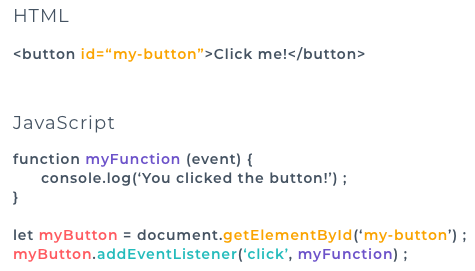 HTML
<button id=“my-button”>Click me!</button>
JavaScript
function myFunction (event) {
console.log(‘You clicked the button!’) ;
}
let myButton = document.getElementById(‘my-button’) ;
myButton.addEventListener(‘click’, myFunction) ;